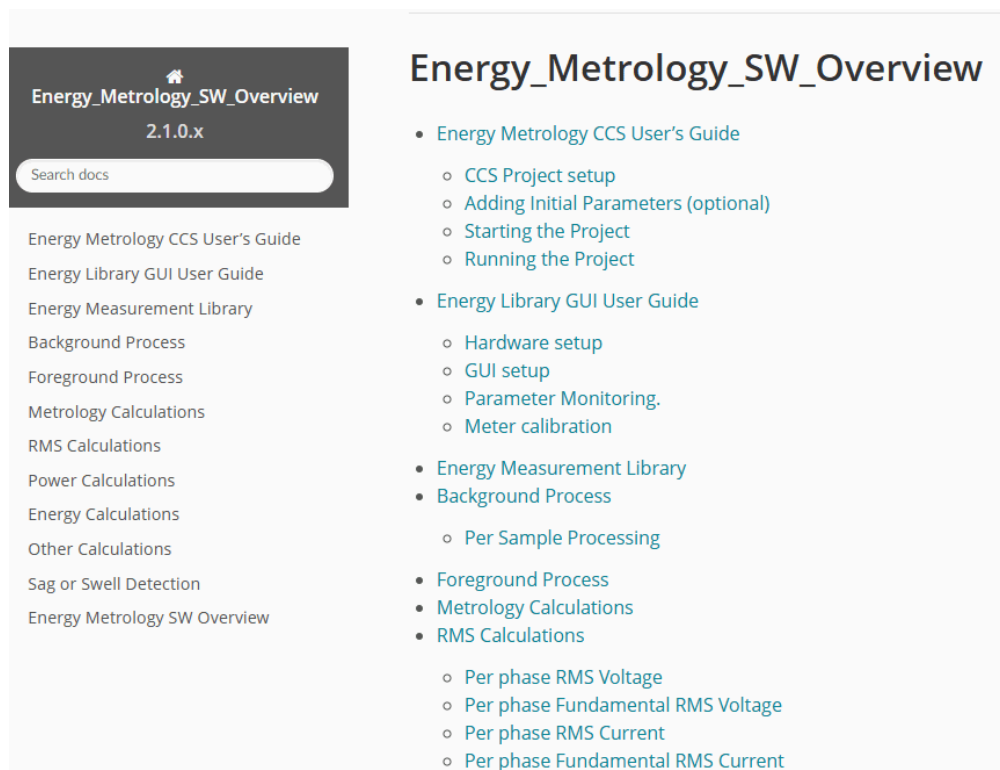 Energy_Metrology_SW_Overview
2.1.0.x
Search docs
Energy Metrology CCS User’s Guide
Energy Library GUI User Guide
Energy Measurement Library
Background Process
Foreground Process
Metrology Calculations
RMS Calculations
Power Calculations
Energy Calculations
Other Calculations
Sag or Swell Detection
Energy Metrology SW Overview
Energy_Metrology_SW_Overview
Energy Metrology CCS User’s Guide
CCS Project setup
Adding Initial Parameters (optional)
Starting the Project
Running the Project
Energy Library GUI User Guide
Hardware setup
GUI setup
Parameter Monitoring.
Meter calibration
Energy Measurement Library
Background Process
Per Sample Processing
Foreground Process
Metrology Calculations
RMS Calculations
Per phase RMS Voltage
Per phase Fundamental RMS Voltage
Per phase RMS Current
Per phase Fundamental RMS Current